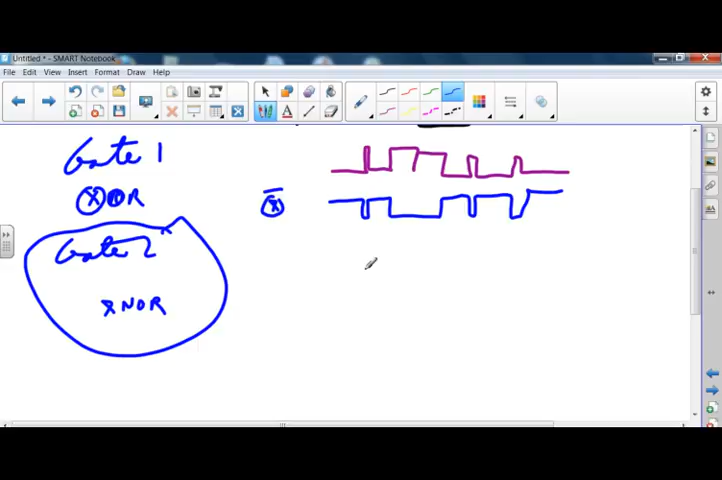 Untitled * - SMART Notebook
File Edit View Insert Format Draw Help
Gate 1
XOR
X̅
Gate 2
XNOR